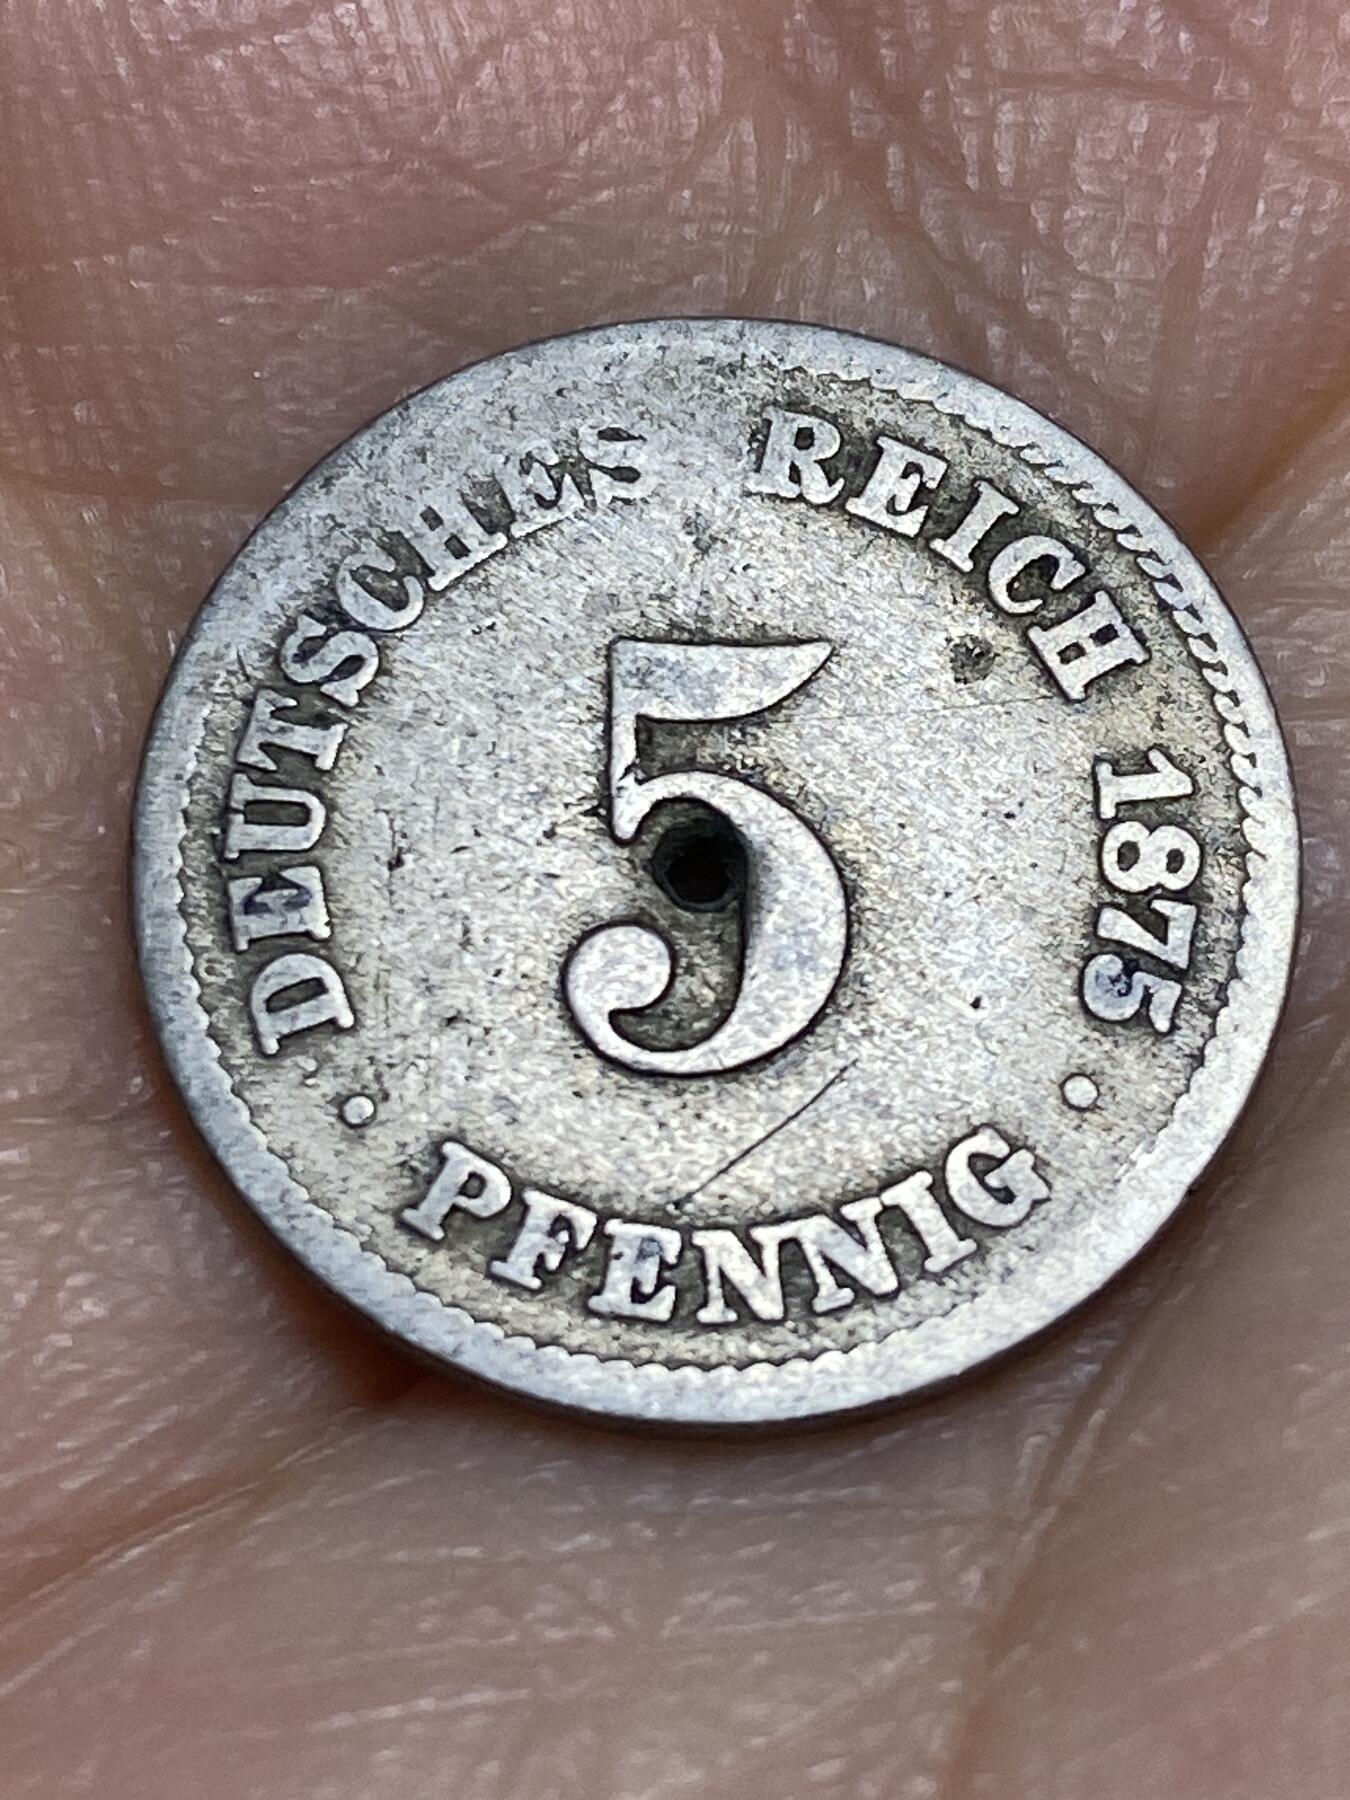 DEUTSCHES REICH 1875
5
· PFENNIG ·